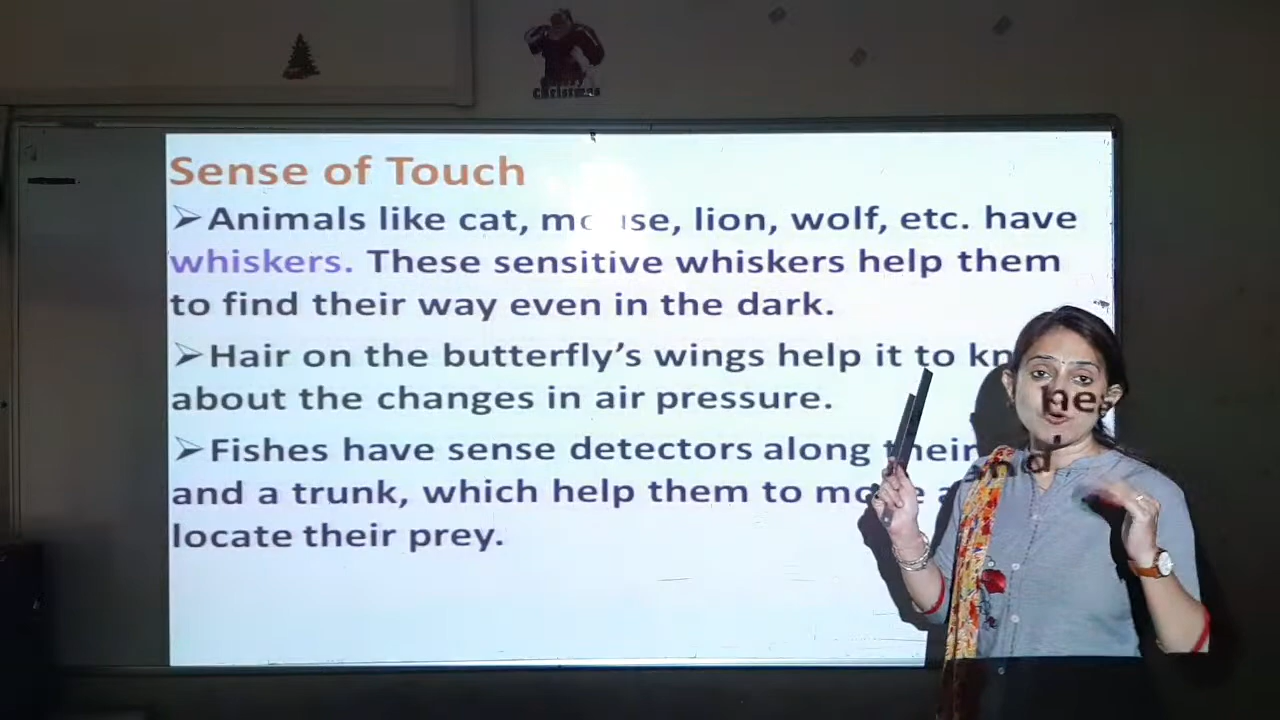 CHRISTMAS
Sense of Touch
➢Animals like cat, mouse, lion, wolf, etc. have
whiskers. These sensitive whiskers help them
to find their way even in the dark.
➢Hair on the butterfly's wings help it to
about the changes in air pressure.
➢Fishes have sense detectors along their
and a trunk, which help them to
locate their prey.